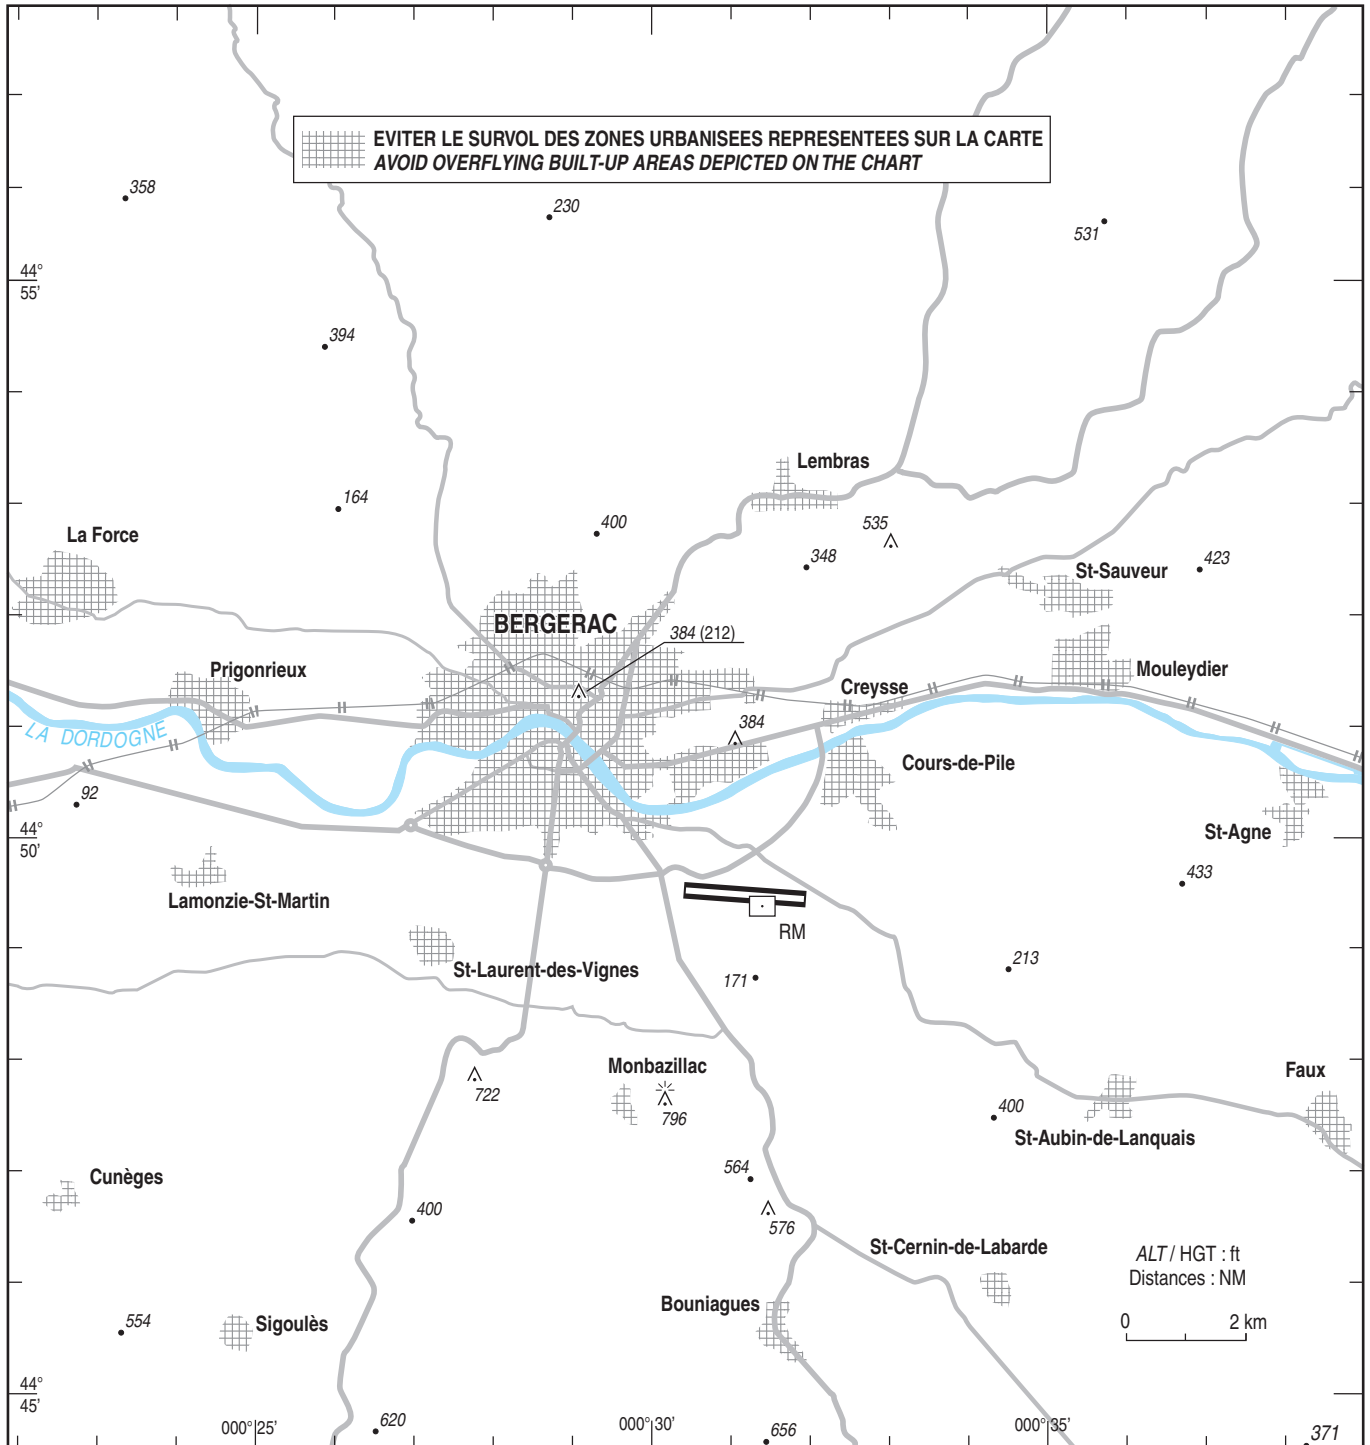 EVITER LE SURVOL DES ZONES URBANISEES REPRESENTEES SUR LA CARTE
AVOID OVERFLYING BUILT-UP AREAS DEPICTED ON THE CHART
358
230
531
44°
55'
394
Lembras
164
400
535
348
423
La Force
St-Sauveur
BERGERAC
384 (212)
Prigonrieux
Mouleydier
Creysse
LA DORDOGNE
384
Cours-de-Pile
92
St-Agne
44°
50'
433
Lamonzie-St-Martin
RM
St-Laurent-des-Vignes
213
171
Monbazillac
Faux
722
796
400
St-Aubin-de-Lanquais
564
Cunèges
400
576
St-Cernin-de-Labarde
ALT / HGT : ft
Distances : NM
Bouniagues
0 2 km
554
Sigoulès
44°
45'
000° 25'
620
000° 30'
656
000° 35'
371